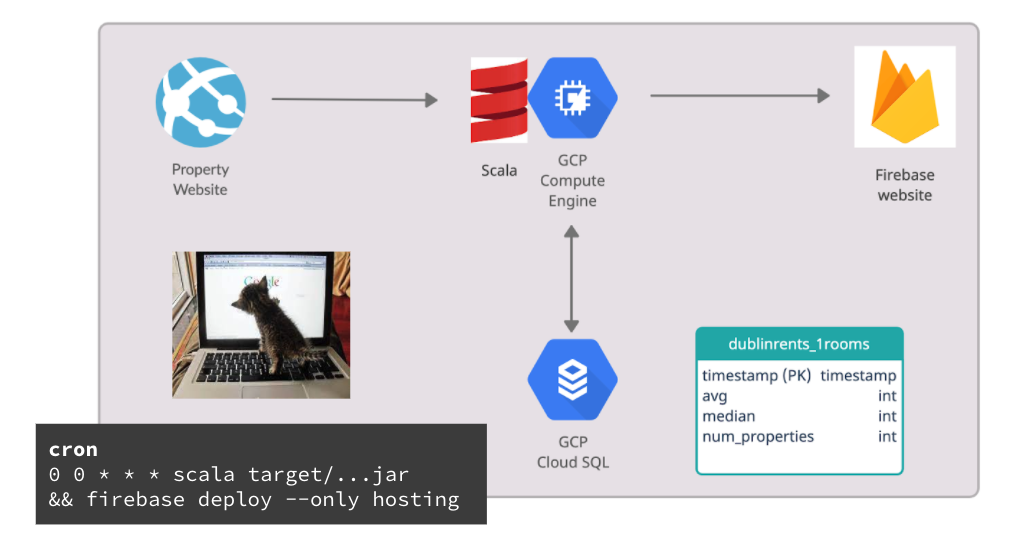 Property
Website
Scala
GCP
Compute
Engine
Firebase
website
Google
dublinrents_1rooms
timestamp (PK) timestamp
avg int
median int
num_properties int
GCP
Cloud SQL
cron
0 0 * * * scala target/...jar
&& firebase deploy --only hosting